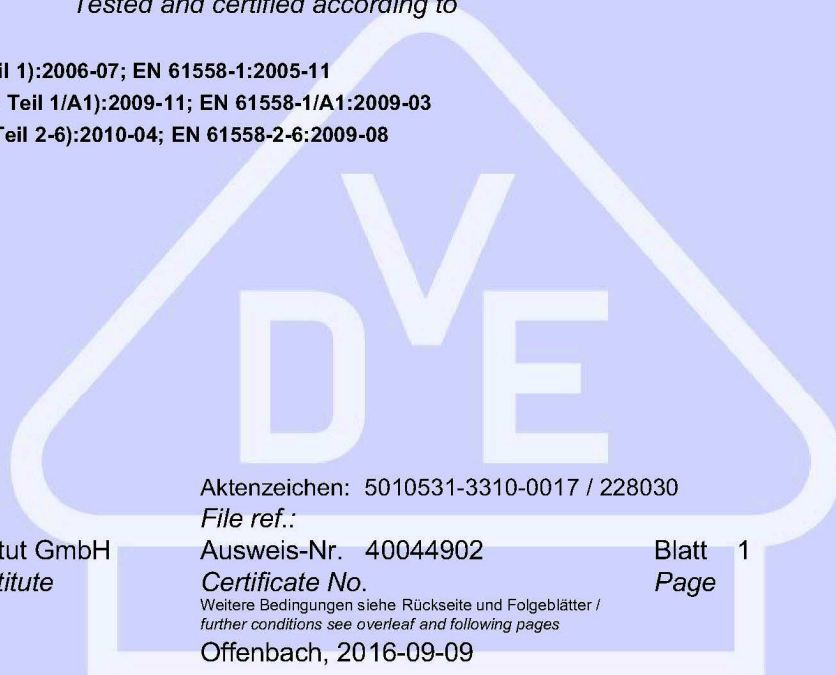 Tested and certified according to
il 1):2006-07; EN 61558-1:2005-11
Teil 1/A1):2009-11; EN 61558-1/A1:2009-03
Teil 2-6):2010-04; EN 61558-2-6:2009-08
VDE
Aktenzeichen: 5010531-3310-0017 / 228030
File ref.:
tut GmbH Ausweis-Nr. 40044902 Blatt 1
titute Certificate No. Page
Weitere Bedingungen siehe Rückseite und Folgeblätter /
further conditions see overleaf and following pages
Offenbach, 2016-09-09